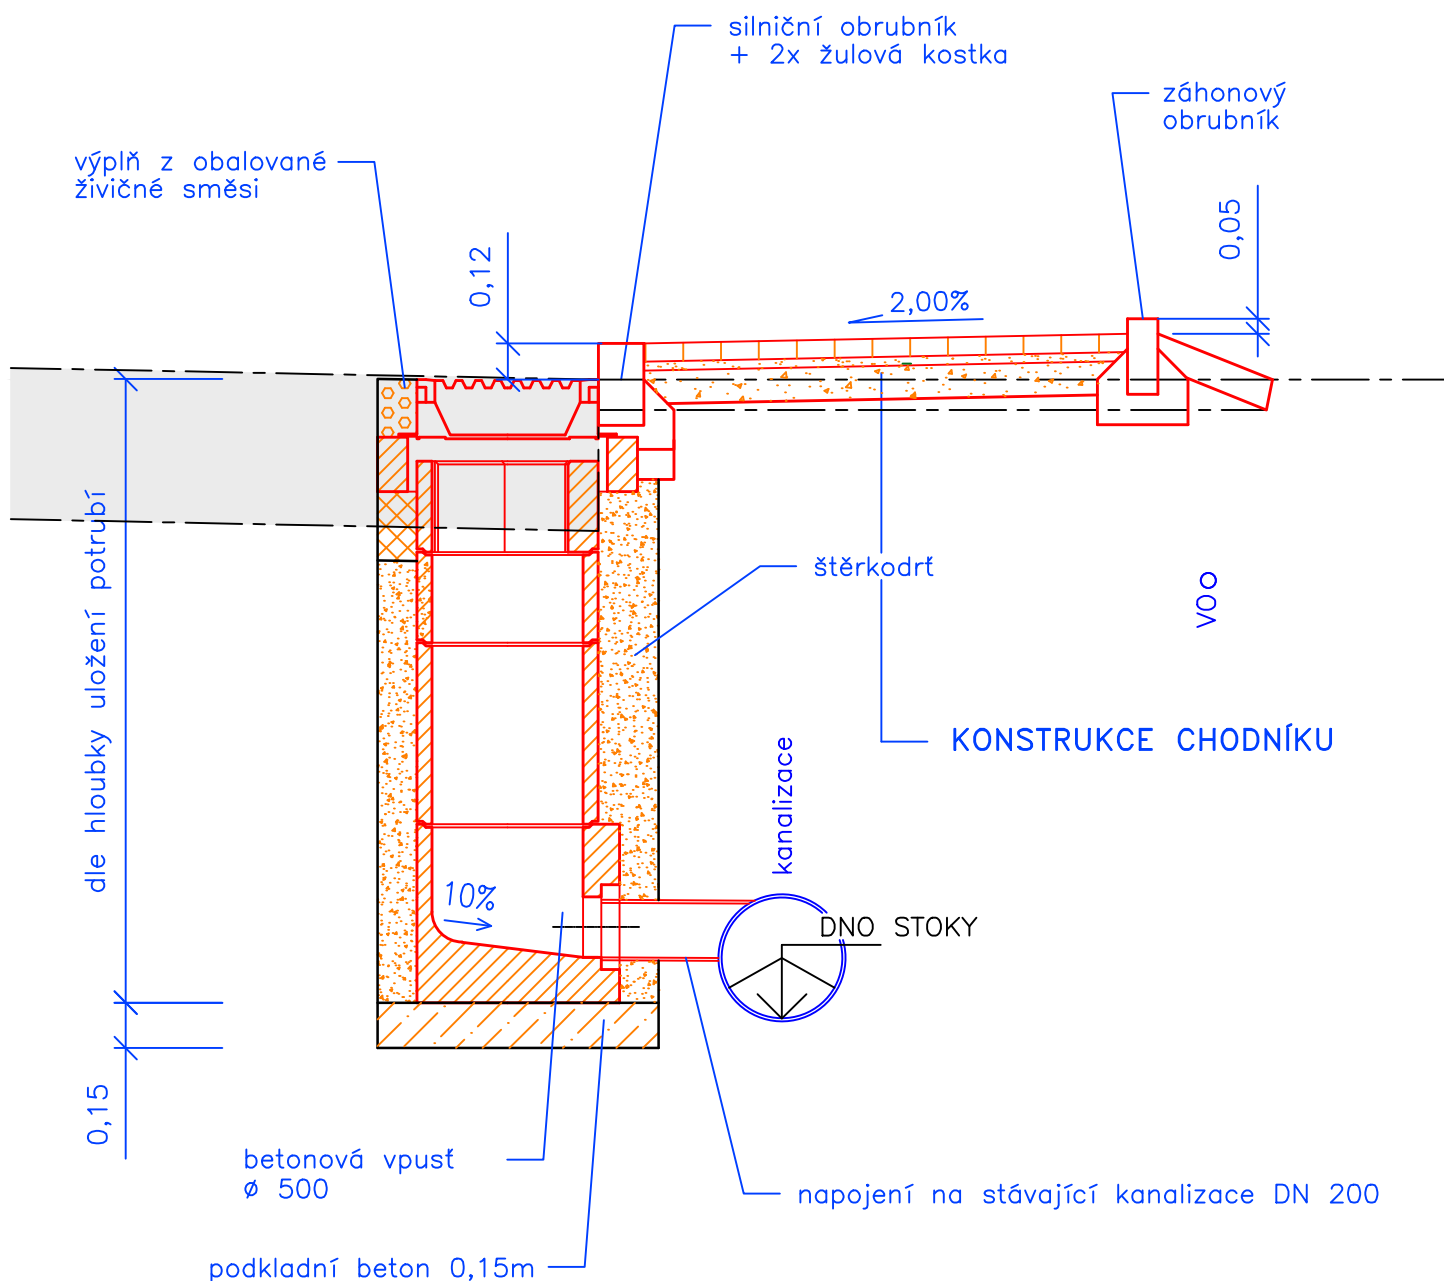 silniční obrubník
+ 2x žulová kostka
záhonový
obrubník
výplň z obalované
živičné směsi
0,05
0,12
2,00%
dle hloubky uložení potrubí
štěrkodrť
VOO
KONSTRUKCE CHODNÍKU
kanalizace
10%
DNO STOKY
0,15
betonová vpusť
ø 500
napojení na stávající kanalizace DN 200
podkladní beton 0,15m